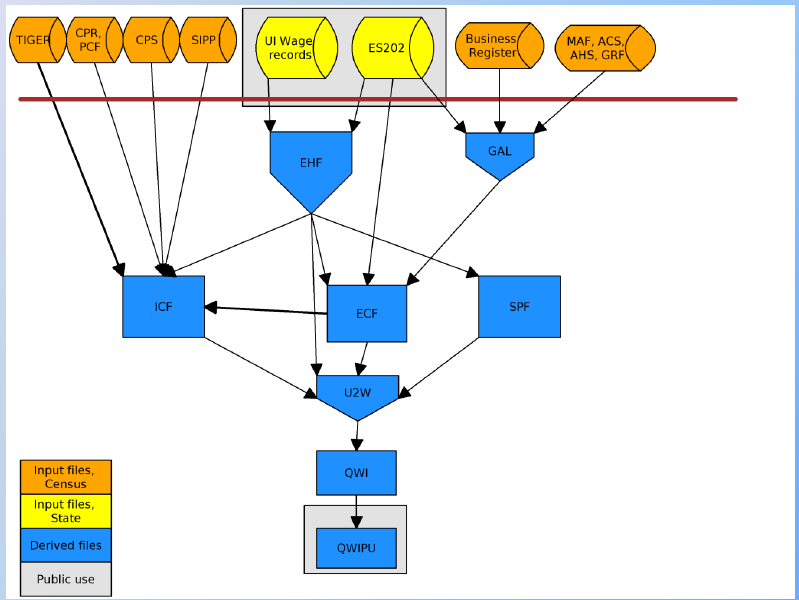 TIGER
CPR,
PCF
CPS
SIPP
UI Wage
records
ES202
Business
Register
MAF, ACS,
AHS, GRF
EHF
GAL
ICF
ECF
SPF
U2W
QWI
QWIPU
Input files,
Census
Input files,
State
Derived files
Public use